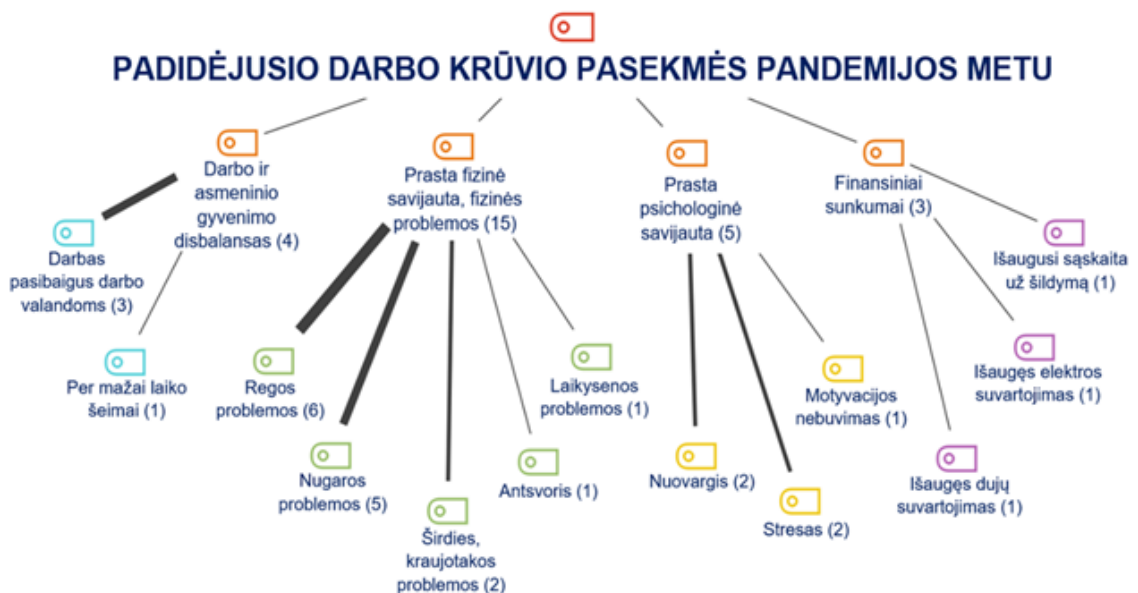 PADIDĖJUSIO DARBO KRŪVIO PASEKMĖS PANDEMIJOS METU
Darbo ir
asmeninio
gyvenimo
disbalansas (4)
Darbas
pasibaigus darbo
valandoms (3)
Per mažai laiko
šeimai (1)
Prasta fizinė
savijauta, fizinės
problemos (15)
Regos
problemos (6)
Nugaros
problemos (5)
Širdies,
kraujotakos
problemos (2)
Antsvoris (1)
Laikysenos
problemos (1)
Prasta
psichologinė
savijauta (5)
Nuovargis (2)
Stresas (2)
Motyvacijos
nebuvimas (1)
Finansiniai
sunkumai (3)
Išaugęs dujų
suvartojimas (1)
Išaugęs elektros
suvartojimas (1)
Išaugusi sąskaita
už šildymą (1)